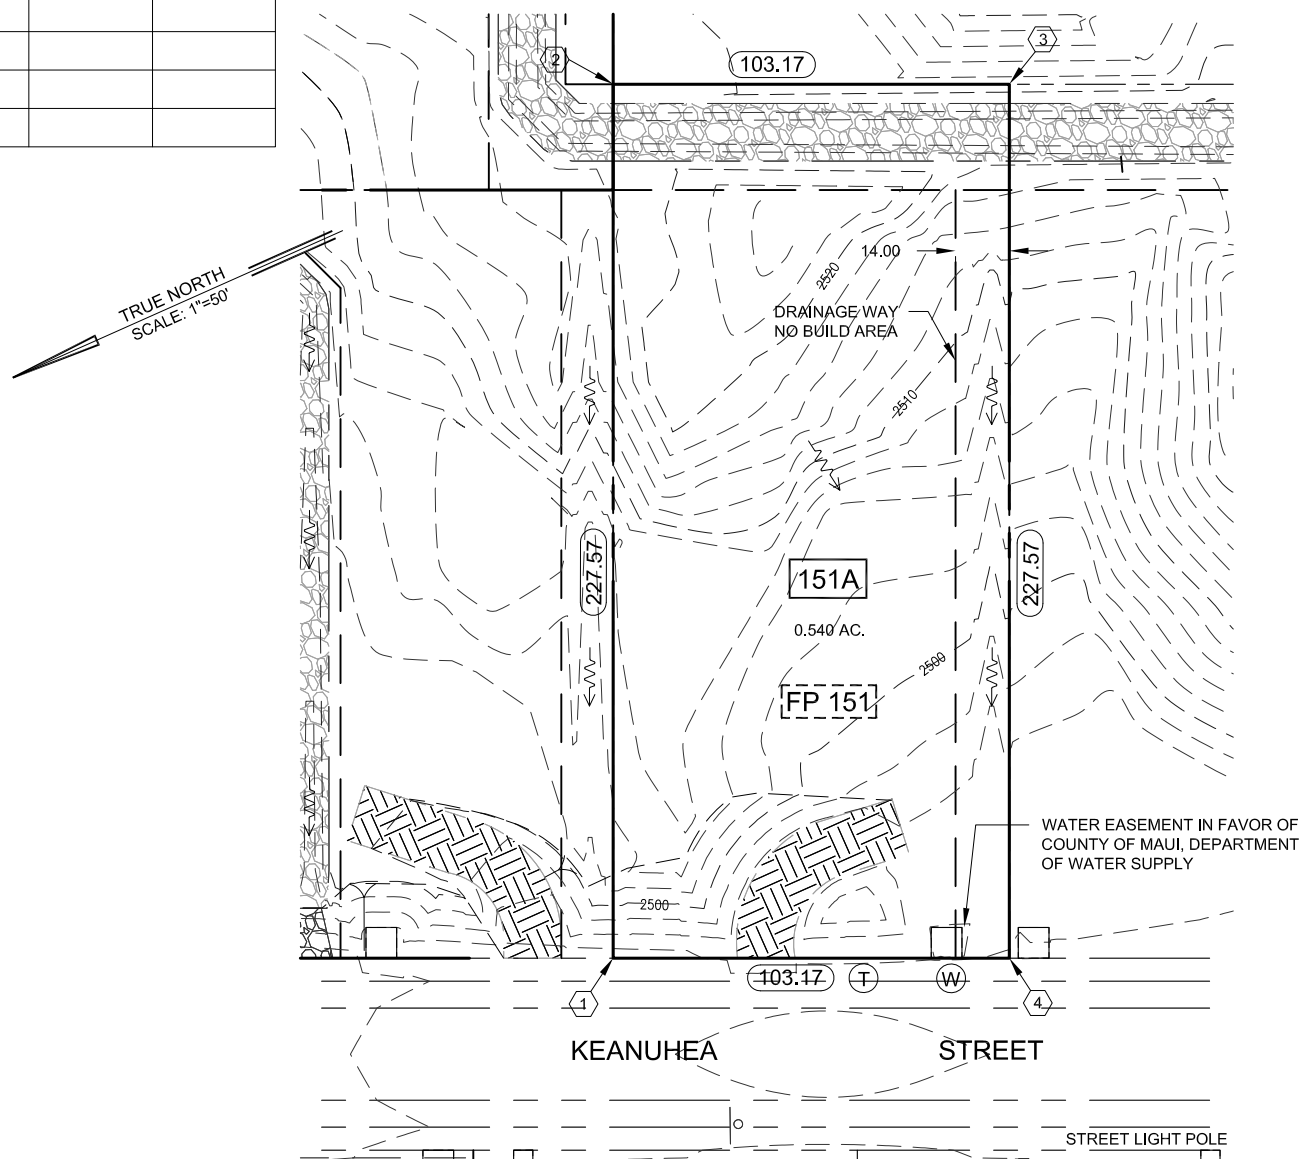 2
103.17
3
TRUE NORTH
SCALE: 1"=50'
14.00
2520
DRAINAGE WAY
NO BUILD AREA
2510
227.57
151A
227.57
0.540 AC.
2500
FP 151
WATER EASEMENT IN FAVOR OF
COUNTY OF MAUI, DEPARTMENT
OF WATER SUPPLY
2500
1
103.17
T
W
4
KEANUHEA STREET
STREET LIGHT POLE